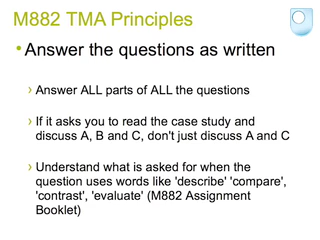 M882 TMA Principles
• Answer the questions as written
› Answer ALL parts of ALL the questions
› If it asks you to read the case study and
discuss A, B and C, don't just discuss A and C
› Understand what is asked for when the
question uses words like 'describe' 'compare',
'contrast', 'evaluate' (M882 Assignment
Booklet)